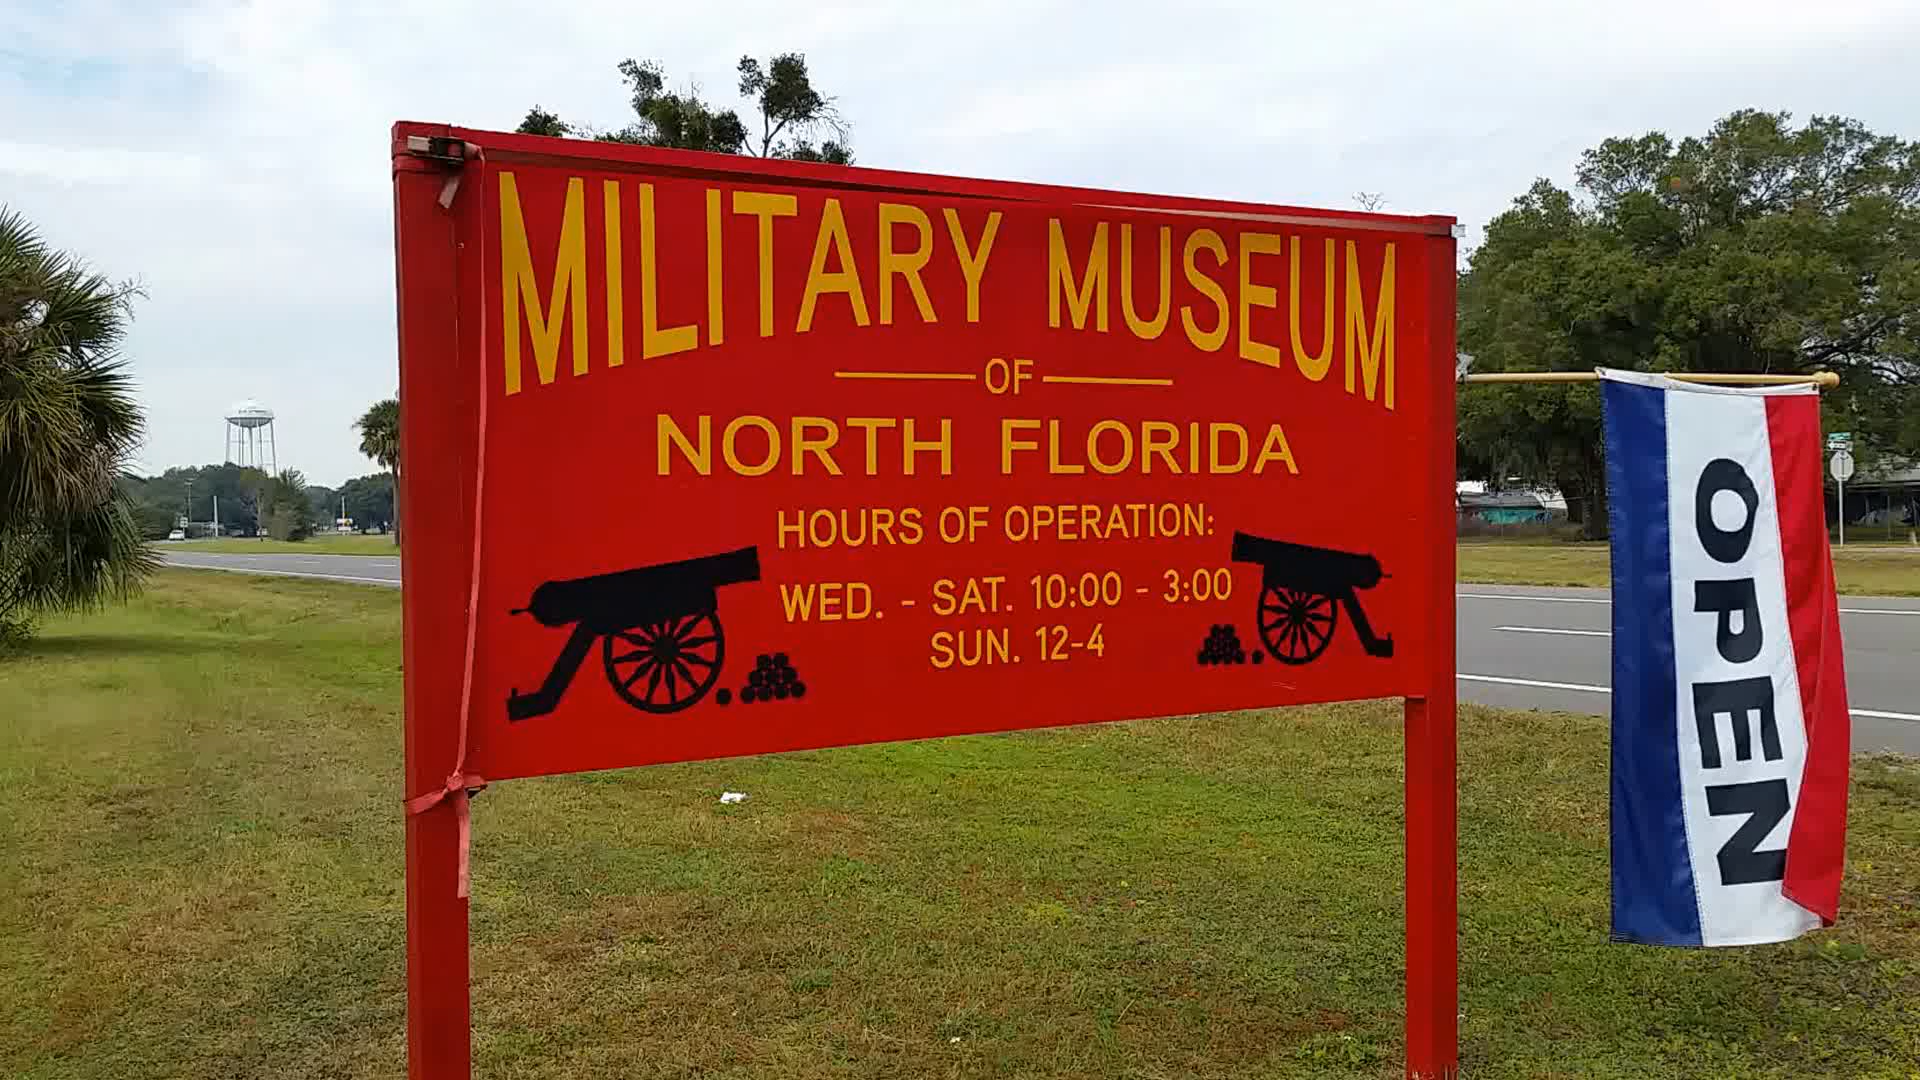 MILITARY MUSEUM
OF
NORTH FLORIDA
HOURS OF OPERATION:
WED. - SAT. 10:00 - 3:00
SUN. 12-4
OPEN